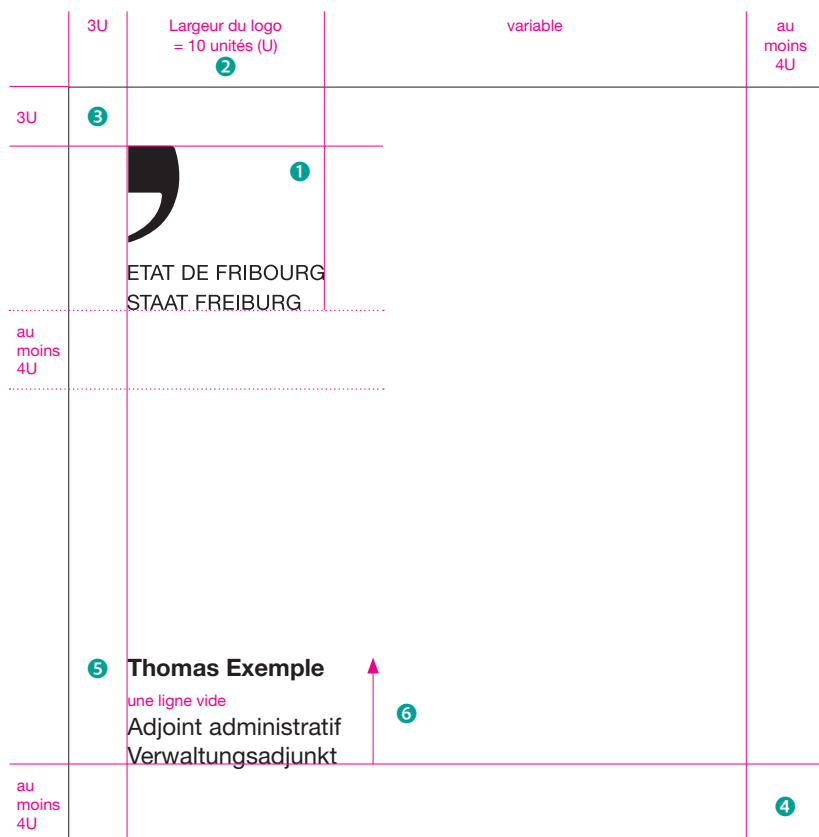 3U
Largeur du logo
= 10 unités (U)
2
variable
au
moins
4U
3U
3
1
ETAT DE FRIBOURG
STAAT FREIBURG
au
moins
4U
5
Thomas Exemple
une ligne vide
6
Adjoint administratif
Verwaltungsadjunkt
au
moins
4U
4